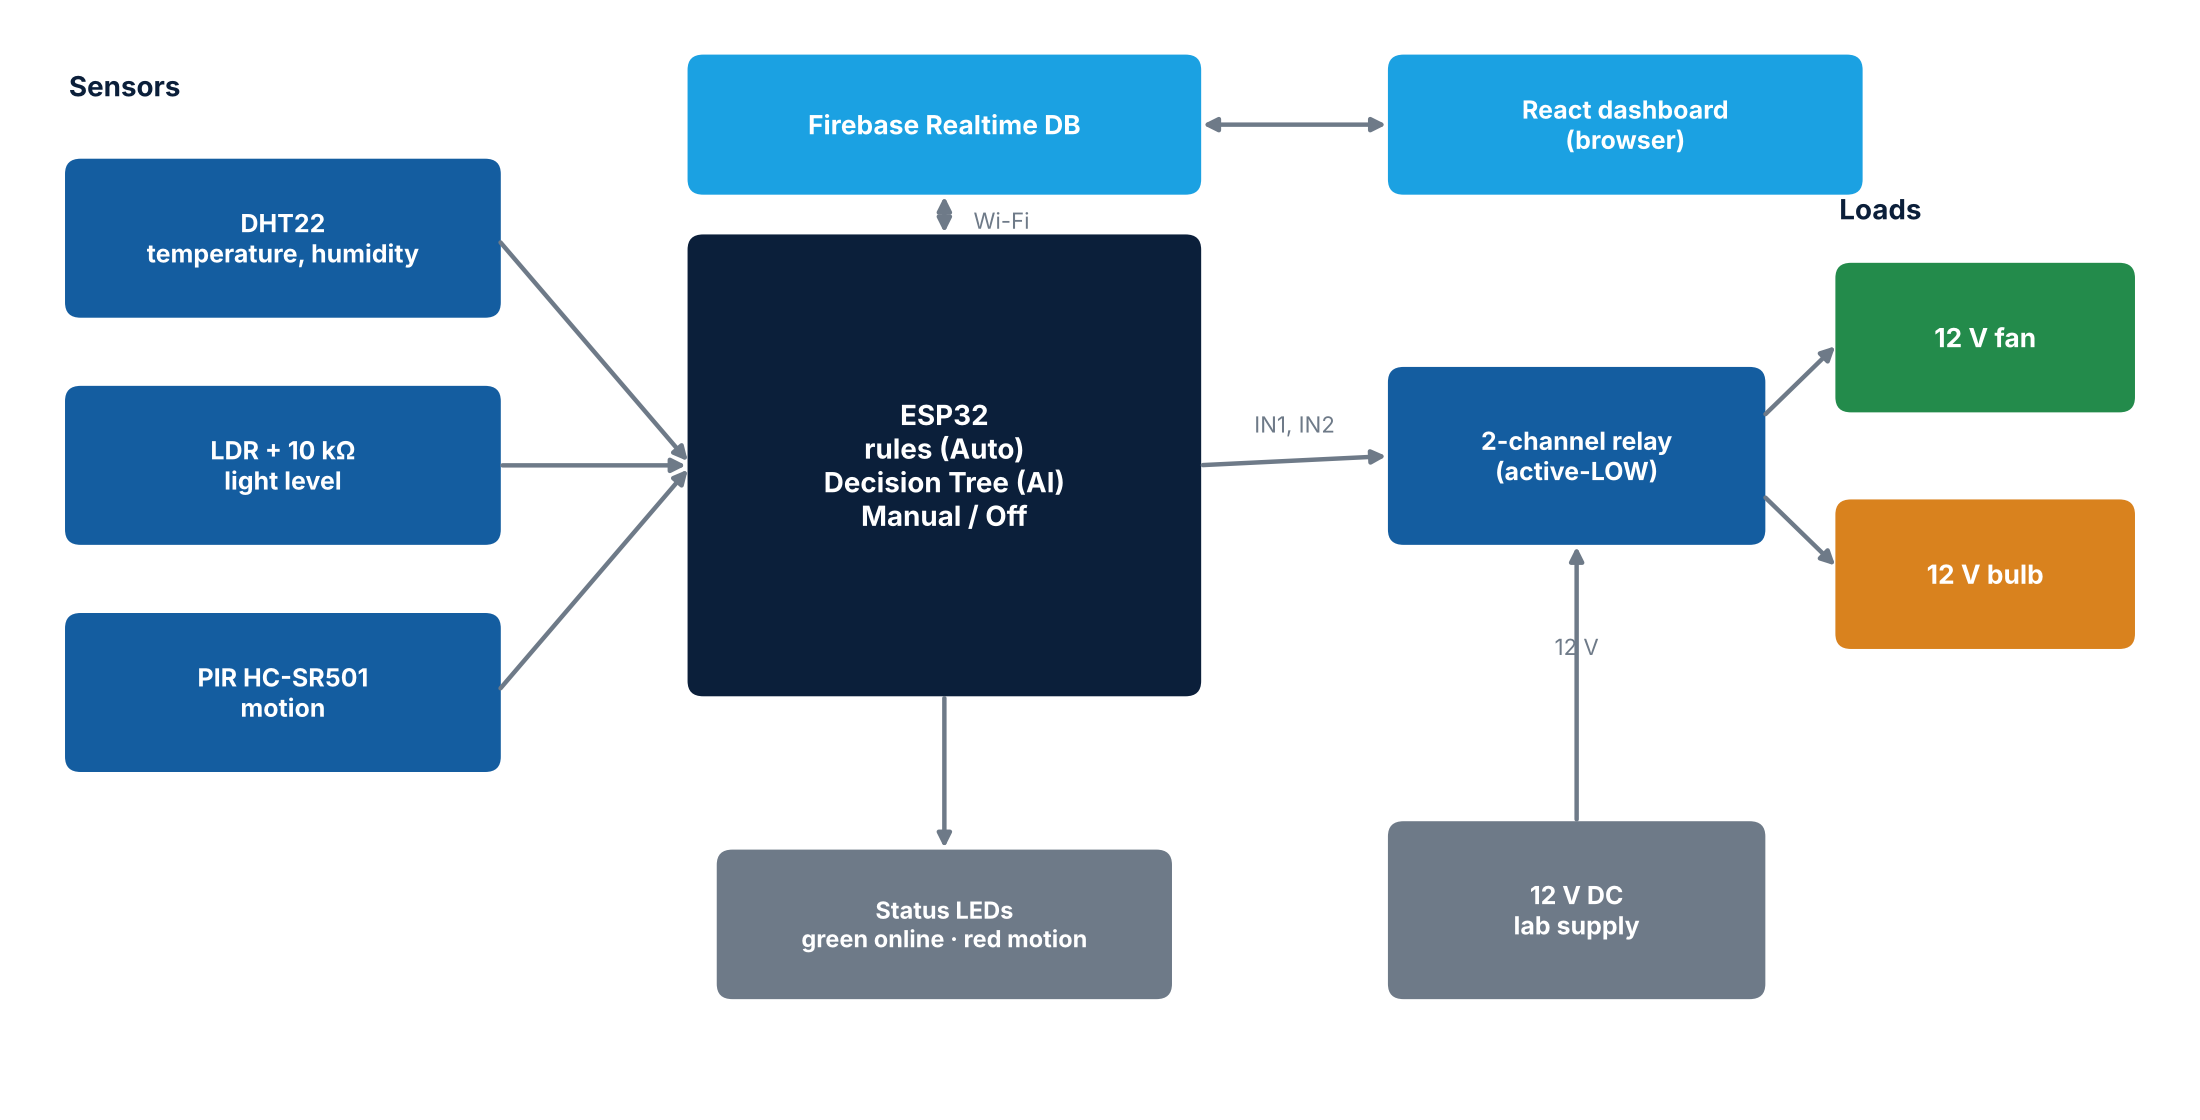 Sensors
DHT22
temperature, humidity
LDR + 10 kΩ
light level
PIR HC-SR501
motion
Firebase Realtime DB
Wi-Fi
ESP32
rules (Auto)
Decision Tree (AI)
Manual / Off
Status LEDs
green online · red motion
React dashboard
(browser)
IN1, IN2
2-channel relay
(active-LOW)
12 V
12 V DC
lab supply
Loads
12 V fan
12 V bulb